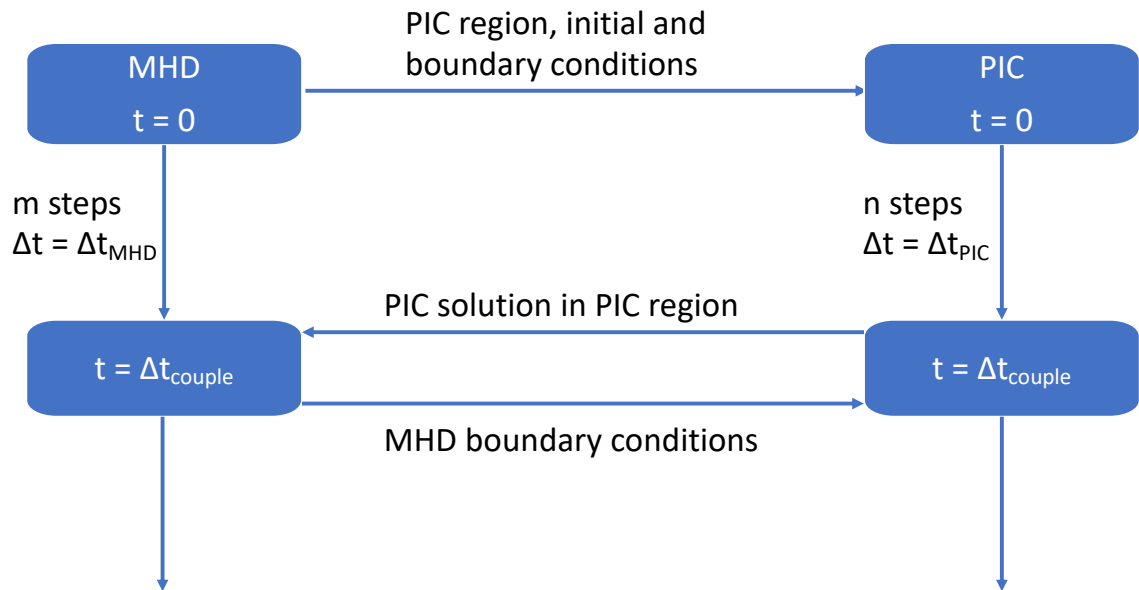 PIC region, initial and
boundary conditions
MHD
t = 0
PIC
t = 0
m steps
Δt = Δt_MHD
n steps
Δt = Δt_PIC
PIC solution in PIC region
t = Δt_couple
t = Δt_couple
MHD boundary conditions